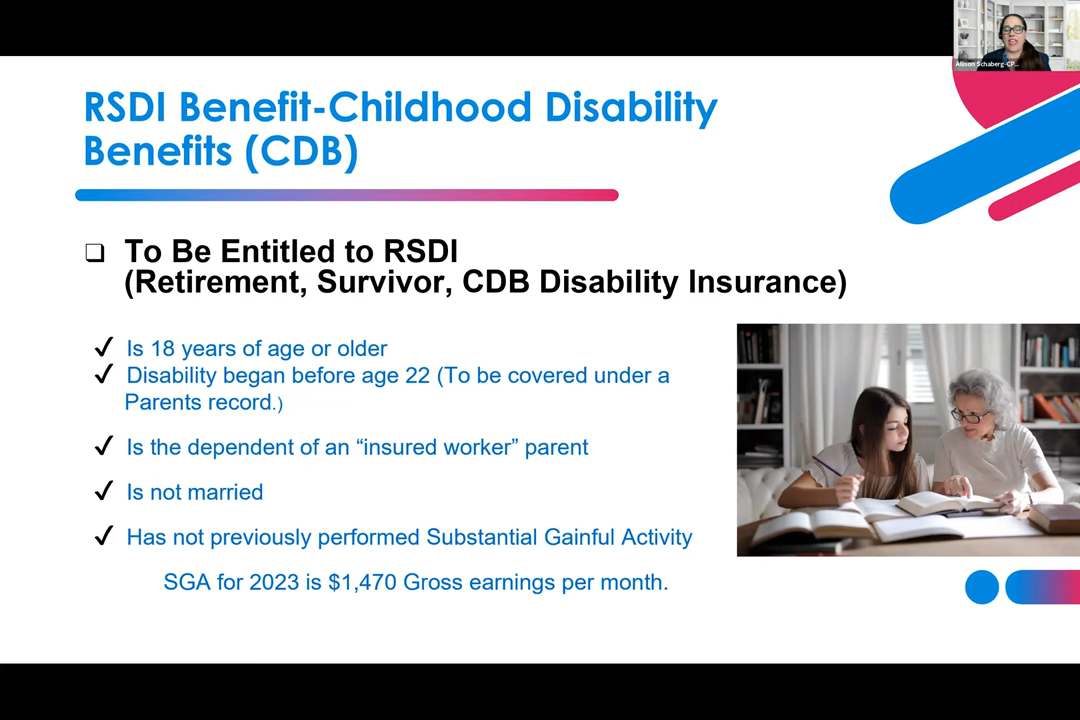 Allison Schaberg-CP...
RSDI Benefit-Childhood Disability
Benefits (CDB)
❑ To Be Entitled to RSDI
(Retirement, Survivor, CDB Disability Insurance)
✓ Is 18 years of age or older
✓ Disability began before age 22 (To be covered under a
Parents record.)
✓ Is the dependent of an “insured worker” parent
✓ Is not married
✓ Has not previously performed Substantial Gainful Activity
SGA for 2023 is $1,470 Gross earnings per month.